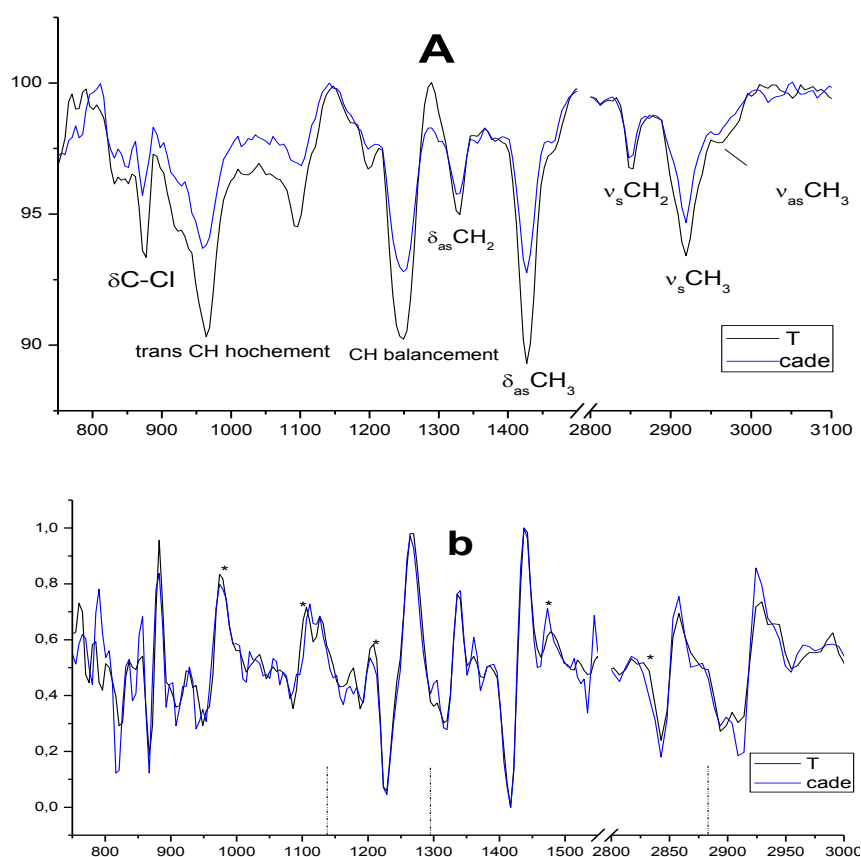 A
100
95
90
δC-Cl
trans CH hochement
CH balancement
δasCH2
δasCH3
νsCH2
νsCH3
νasCH3
T
cade
800 900 1000 1100 1200 1300 1400 2800 2900 3000 3100
b
1,0
0,8
0,6
0,4
0,2
0,0
* * * * *
T
cade
800 900 1000 1100 1200 1300 1400 1500 2800 2850 2900 2950 3000